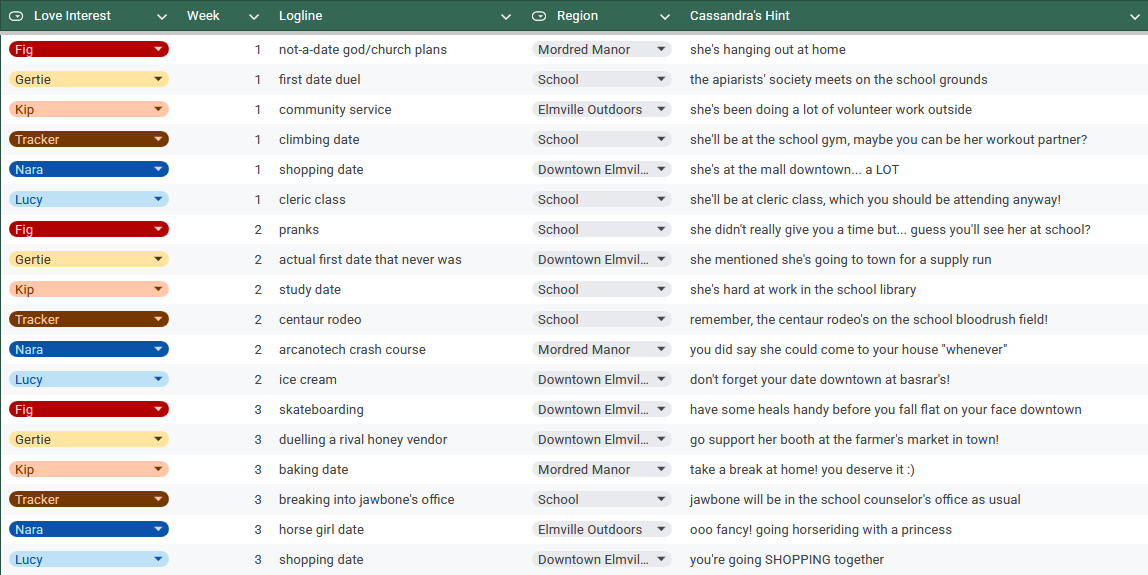 Love Interest Week Logline Region Cassandra's Hint
Fig 1 not-a-date god/church plans Mordred Manor she's hanging out at home
Gertie 1 first date duel School the apiarists' society meets on the school grounds
Kip 1 community service Elmville Outdoors she's been doing a lot of volunteer work outside
Tracker 1 climbing date School she'll be at the school gym, maybe you can be her workout partner?
Nara 1 shopping date Downtown Elmvil... she's at the mall downtown... a LOT
Lucy 1 cleric class School she'll be at cleric class, which you should be attending anyway!
Fig 2 pranks School she didn't really give you a time but... guess you'll see her at school?
Gertie 2 actual first date that never was Downtown Elmvil... she mentioned she's going to town for a supply run
Kip 2 study date School she's hard at work in the school library
Tracker 2 centaur rodeo School remember, the centaur rodeo's on the school bloodrush field!
Nara 2 arcanotech crash course Mordred Manor you did say she could come to your house "whenever"
Lucy 2 ice cream Downtown Elmvil... don't forget your date downtown at basrar's!
Fig 3 skateboarding Downtown Elmvil... have some heals handy before you fall flat on your face downtown
Gertie 3 duelling a rival honey vendor Downtown Elmvil... go support her booth at the farmer's market in town!
Kip 3 baking date Mordred Manor take a break at home! you deserve it :)
Tracker 3 breaking into jawbone's office School jawbone will be in the school counselor's office as usual
Nara 3 horse girl date Elmville Outdoors ooo fancy! going horseriding with a princess
Lucy 3 shopping date Downtown Elmvil... you're going SHOPPING together